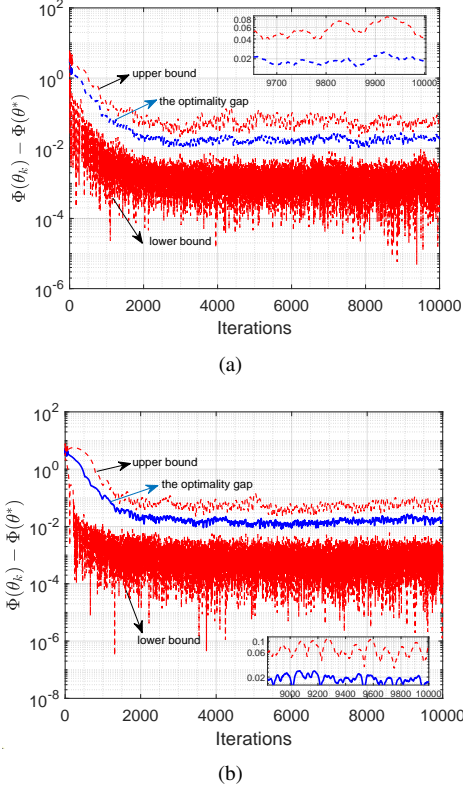 10^2
10^0
10^-2
10^-4
10^-6
Φ(θ_k) − Φ(θ*)
upper bound
the optimality gap
lower bound
0.08
0.06
0.04
0.02
9700 9800 9900 10000
0 2000 4000 6000 8000 10000
Iterations
(a)
10^2
10^0
10^-2
10^-4
10^-6
10^-8
Φ(θ_k) − Φ(θ*)
upper bound
the optimality gap
lower bound
0.10
0.06
0.02
9000 9200 9400 9600 9800 10000
0 2000 4000 6000 8000 10000
Iterations
(b)